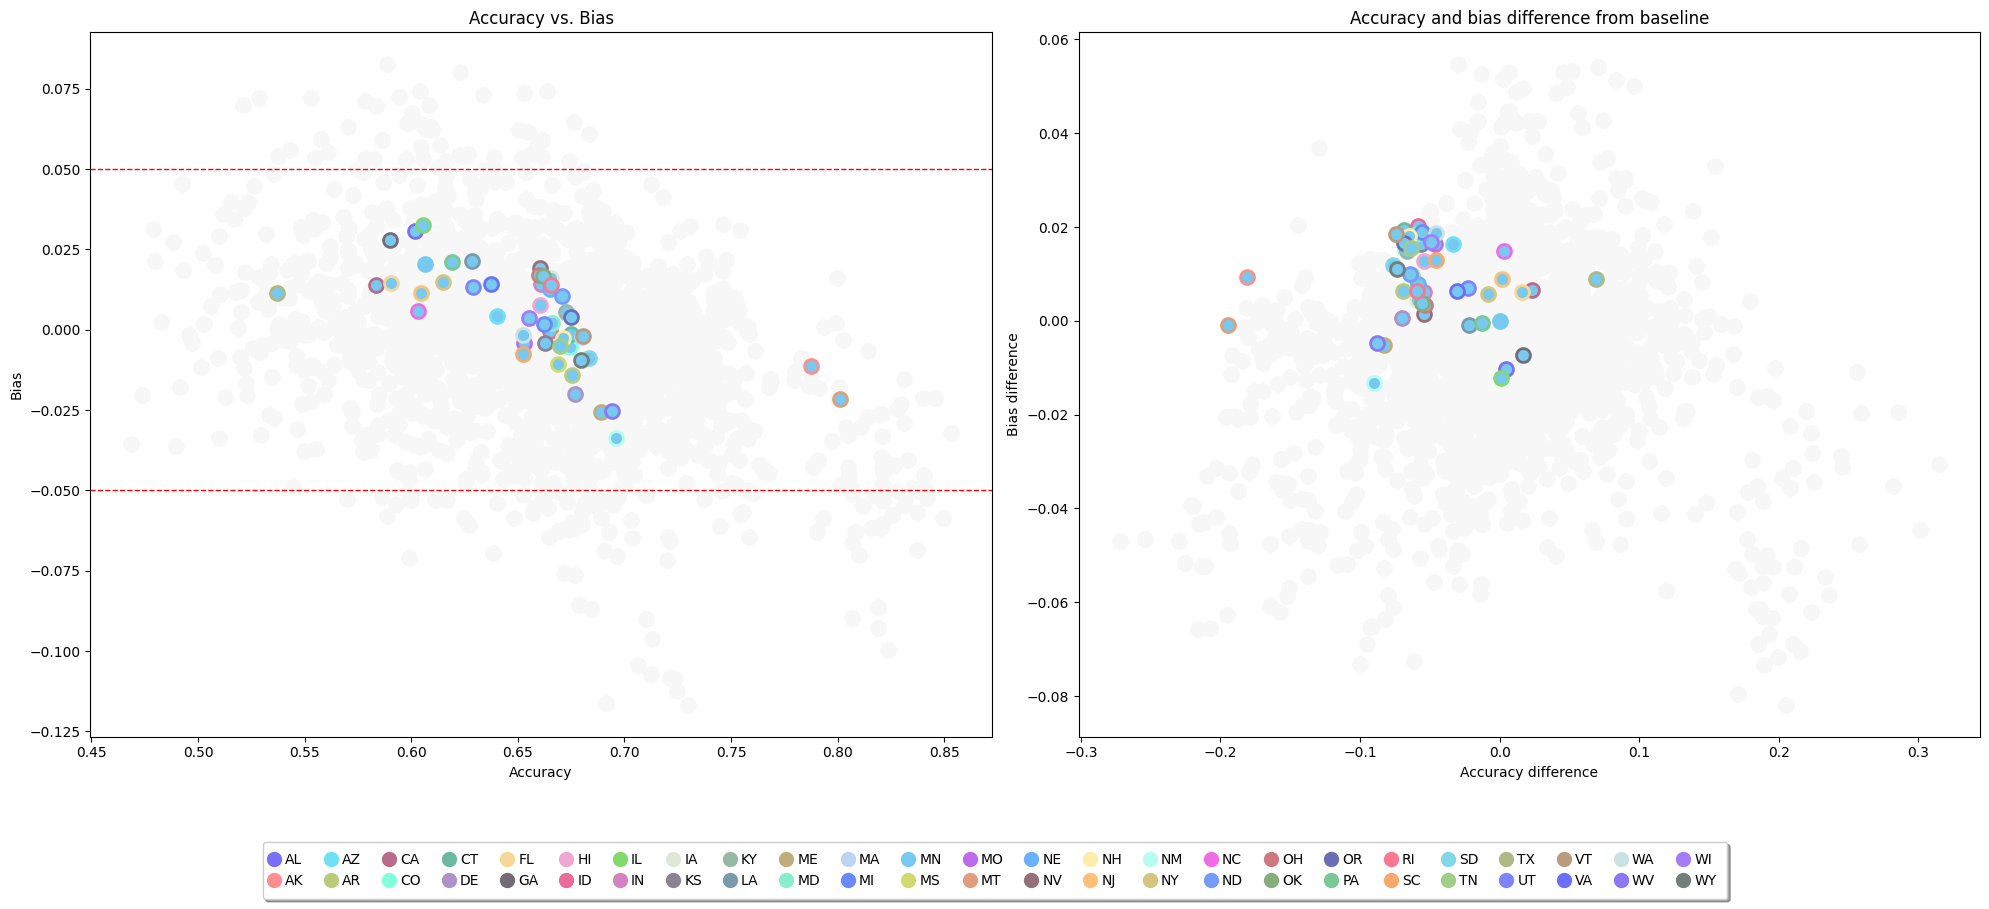 Accuracy vs. Bias
Accuracy and bias difference from baseline
Bias
0.075
0.050
0.025
0.000
−0.025
−0.050
−0.075
−0.100
−0.125
0.45 0.50 0.55 0.60 0.65 0.70 0.75 0.80 0.85
Accuracy
Bias difference
0.06
0.04
0.02
0.00
−0.02
−0.04
−0.06
−0.08
−0.3 −0.2 −0.1 0.0 0.1 0.2 0.3
Accuracy difference
AL AZ CA CT FL HI IL IA KY ME MA MN MO NE NH NM NC OH OR RI SD TX VT WA WI
AK AR CO DE GA ID IN KS LA MD MI MS MT NV NJ NY ND OK PA SC TN UT VA WV WY